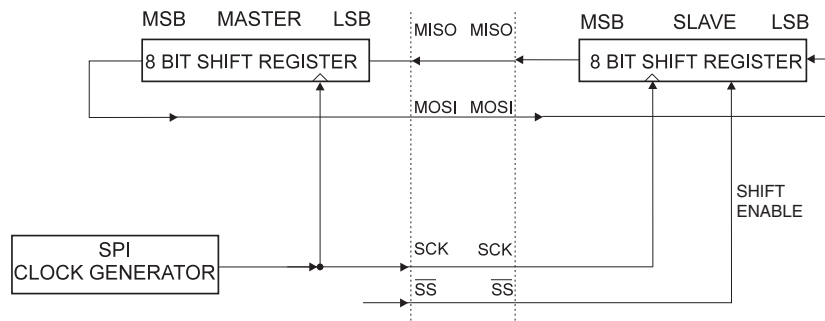 MSB MASTER LSB
MISO MISO
MSB SLAVE LSB
8 BIT SHIFT REGISTER
8 BIT SHIFT REGISTER
MOSI MOSI
SHIFT
ENABLE
SPI
CLOCK GENERATOR
SCK SCK
SS SS